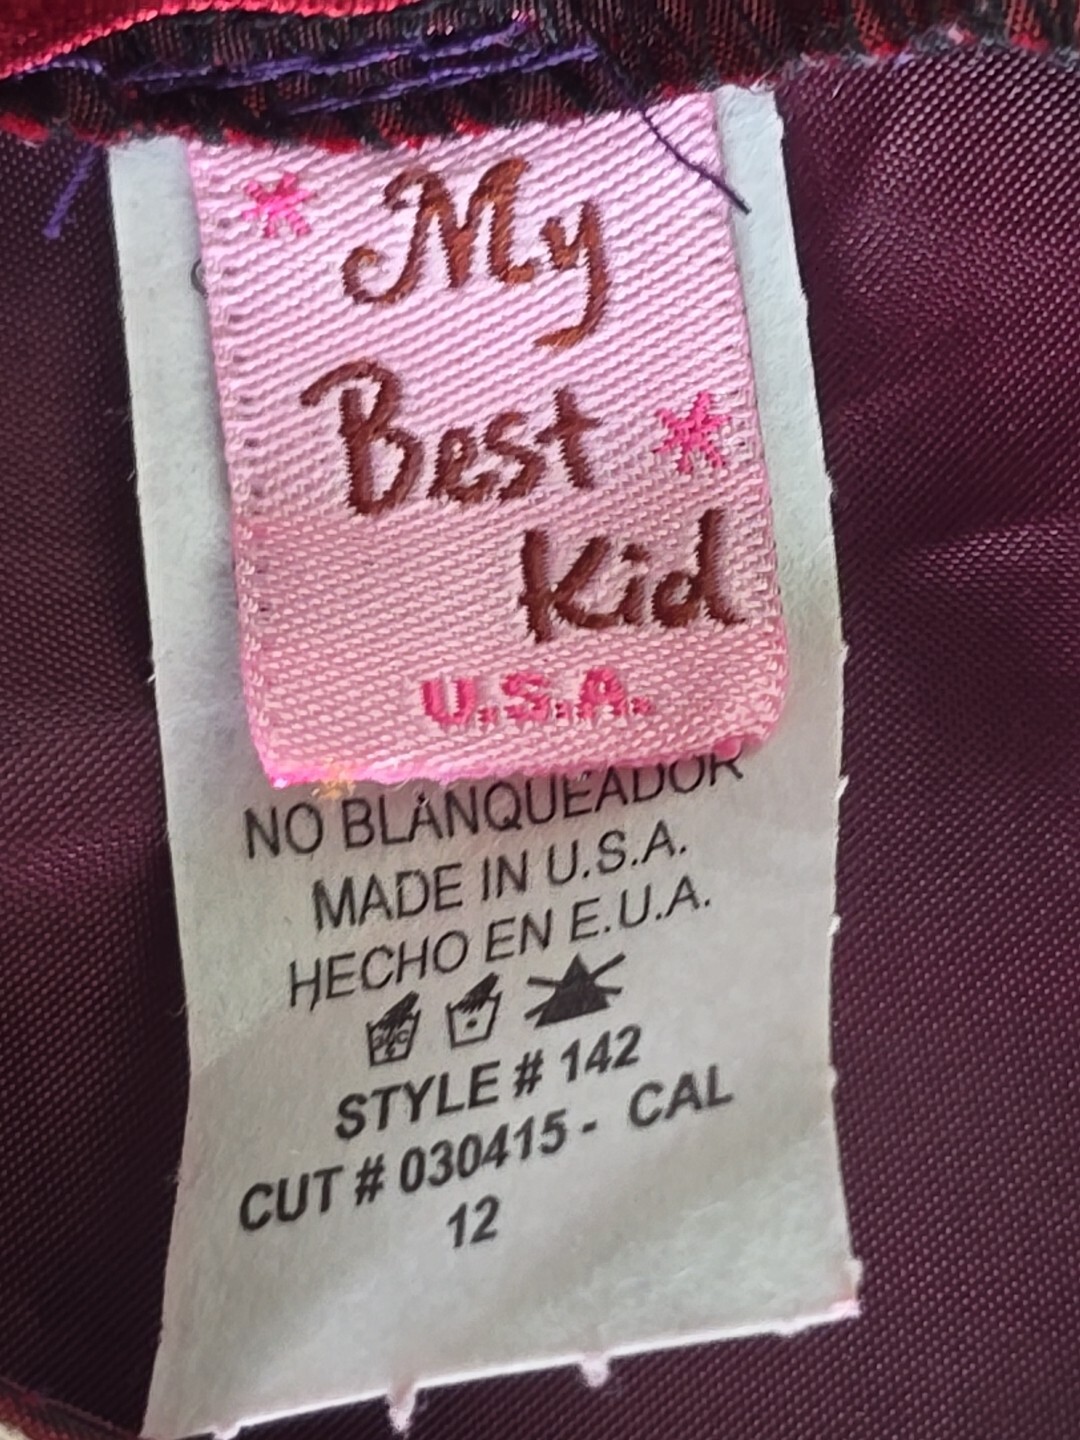 My
Best
Kid
U.S.A.
NO BLANQUEADOR
MADE IN U.S.A.
HECHO EN E.U.A.
STYLE # 142
CUT # 030415 - CAL
12